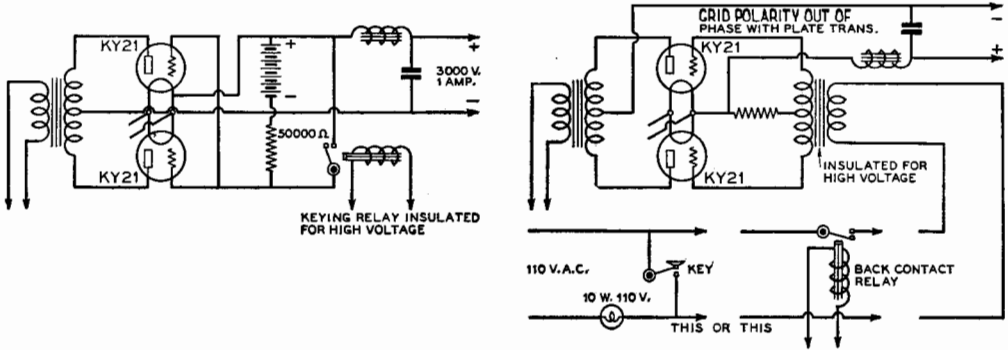 KY21
+
−
50000 Ω
3000 V.
1 AMP.
+
−
KY21
KEYING RELAY INSULATED
FOR HIGH VOLTAGE
GRID POLARITY OUT OF
PHASE WITH PLATE TRANS.
−
+
KY21
KY21
INSULATED FOR
HIGH VOLTAGE
110 V.A.C.
KEY
10 W. 110 V.
BACK CONTACT
RELAY
THIS OR THIS